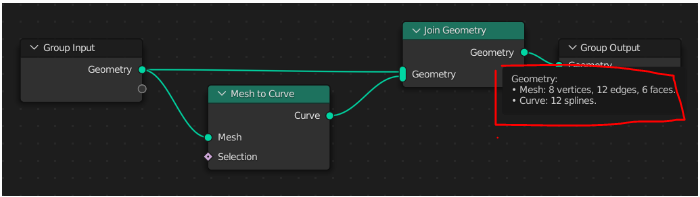 Join Geometry
Group Input
Geometry
Group Output
Geometry
Geometry
Geometry
Geometry:
• Mesh: 8 vertices, 12 edges, 6 faces.
• Curve: 12 splines.
Mesh to Curve
Curve
Mesh
Selection